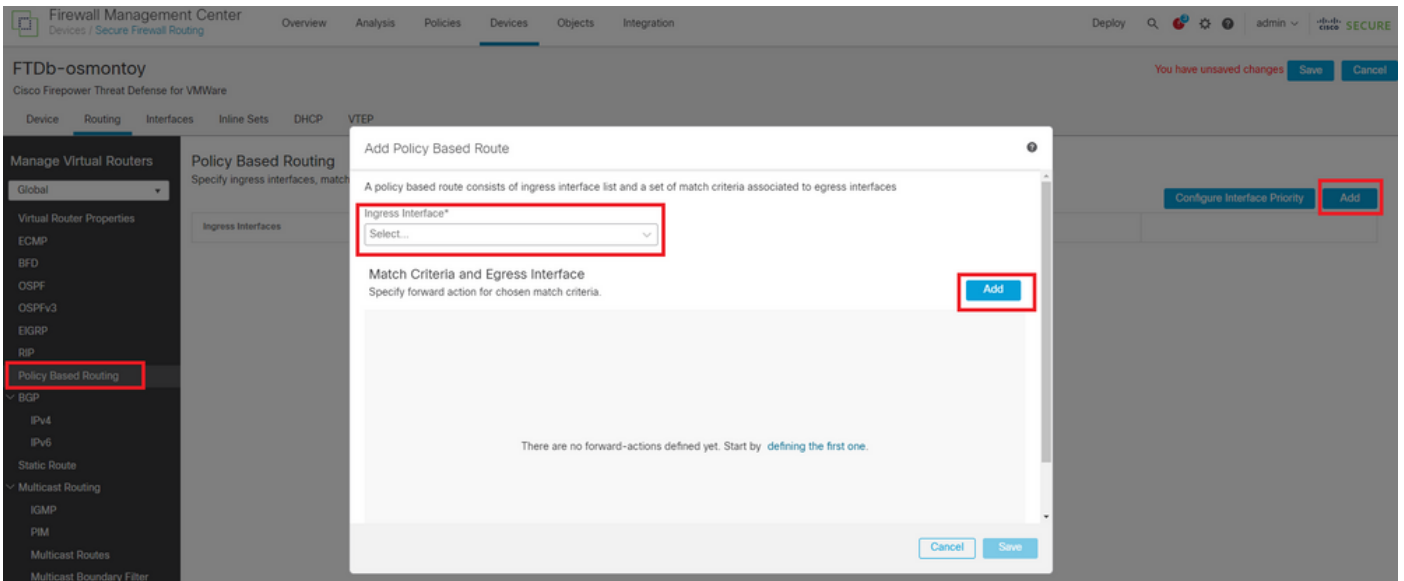 Firewall Management Center
Devices / Secure Firewall Routing
Overview Analysis Policies Devices Objects Integration
Deploy admin cisco SECURE
FTDb-osmontoy
Cisco Firepower Threat Defense for VMWare
You have unsaved changes Save Cancel
Device Routing Interfaces Inline Sets DHCP VTEP
Manage Virtual Routers
Global
Virtual Router Properties
ECMP
BFD
OSPF
OSPFv3
EIGRP
RIP
Policy Based Routing
BGP
IPv4
IPv6
Static Route
Multicast Routing
IGMP
PIM
Multicast Routes
Multicast Boundary Filter
Policy Based Routing
Specify ingress interfaces, match
Configure Interface Priority Add
Ingress Interfaces
Add Policy Based Route
A policy based route consists of ingress interface list and a set of match criteria associated to egress interfaces
Ingress Interface*
Select...
Match Criteria and Egress Interface
Specify forward action for chosen match criteria.
Add
There are no forward-actions defined yet. Start by defining the first one.
Cancel Save